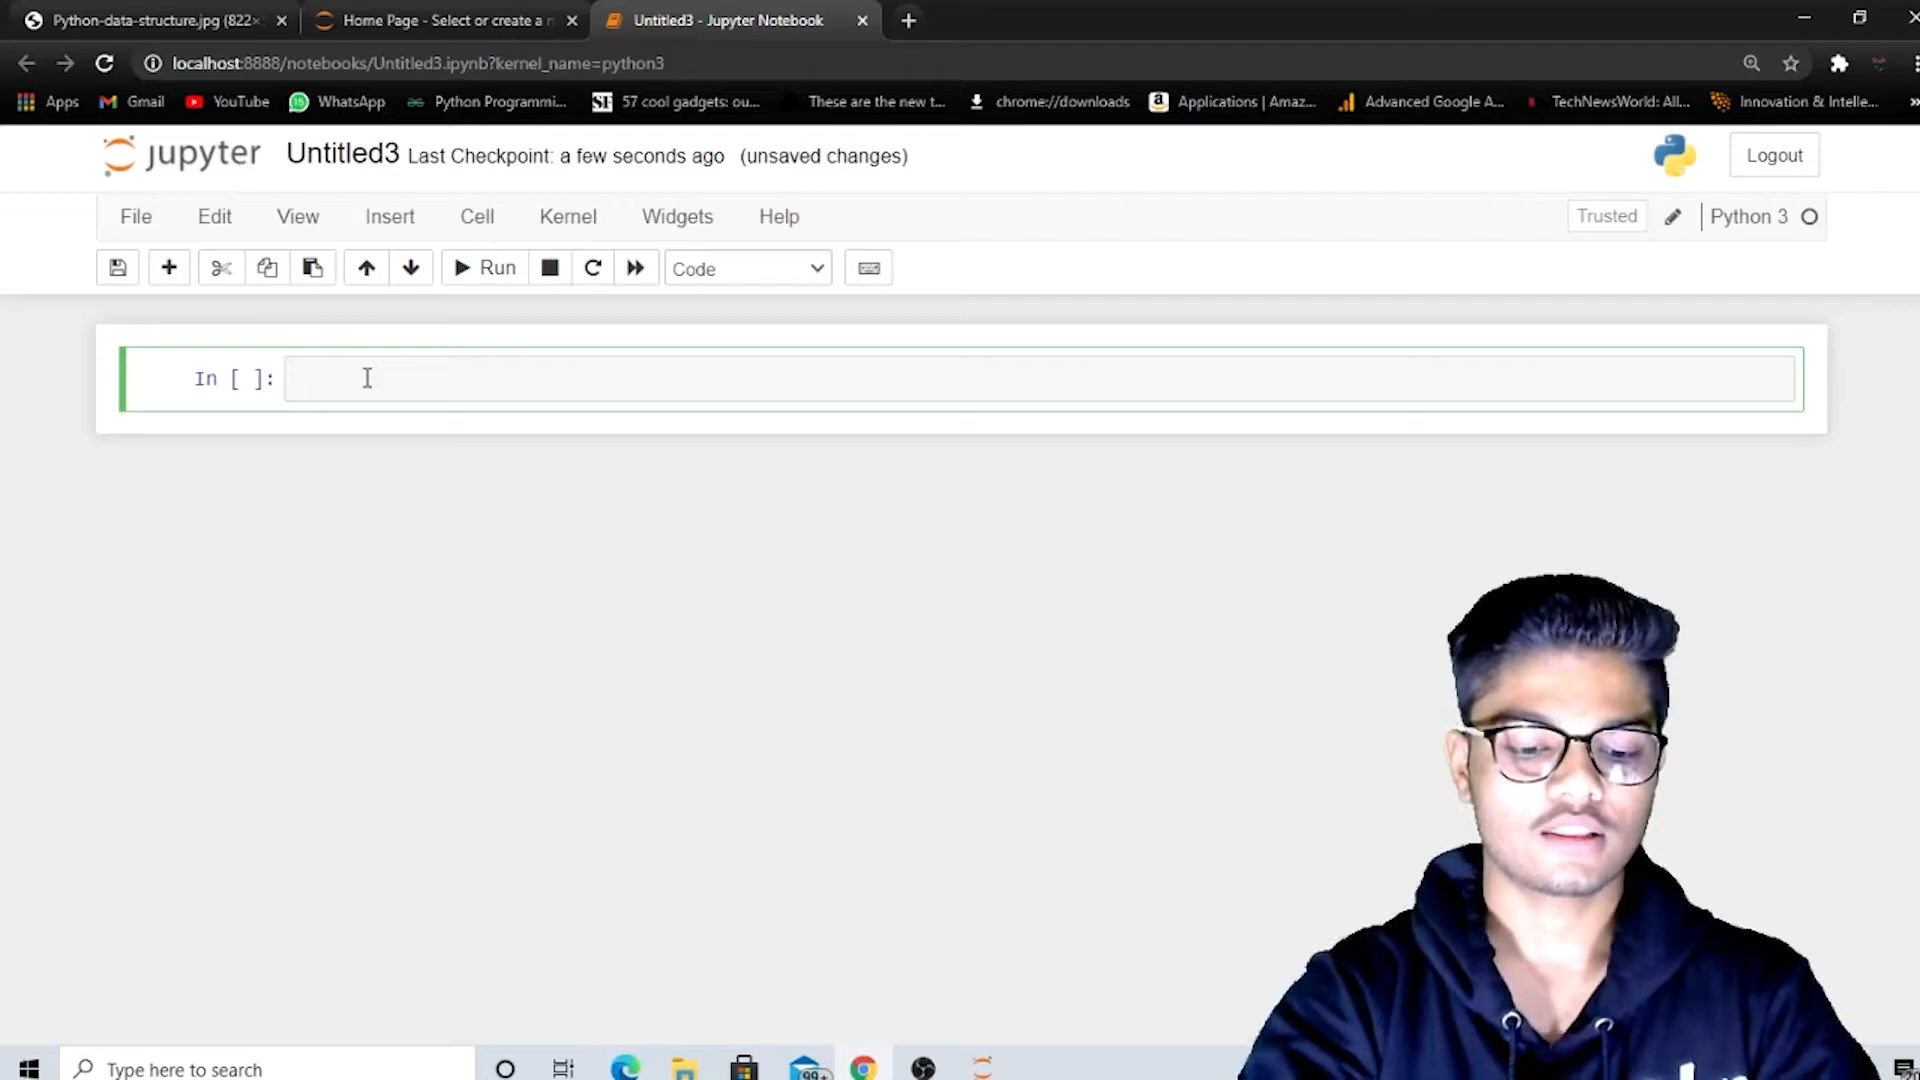 Python-data-structure.jpg (822×
Home Page - Select or create a n
Untitled3 - Jupyter Notebook
localhost:8888/notebooks/Untitled3.ipynb?kernel_name=python3
Apps
Gmail
YouTube
WhatsApp
Python Programmi...
57 cool gadgets: ou...
These are the new t...
chrome://downloads
Applications | Amaz...
Advanced Google A...
TechNewsWorld: All...
Innovation & Intelle...
jupyter
Untitled3 Last Checkpoint: a few seconds ago (unsaved changes)
Logout
File Edit View Insert Cell Kernel Widgets Help
Trusted
Python 3
Run
Code
In [ ]:
Type here to search
99+